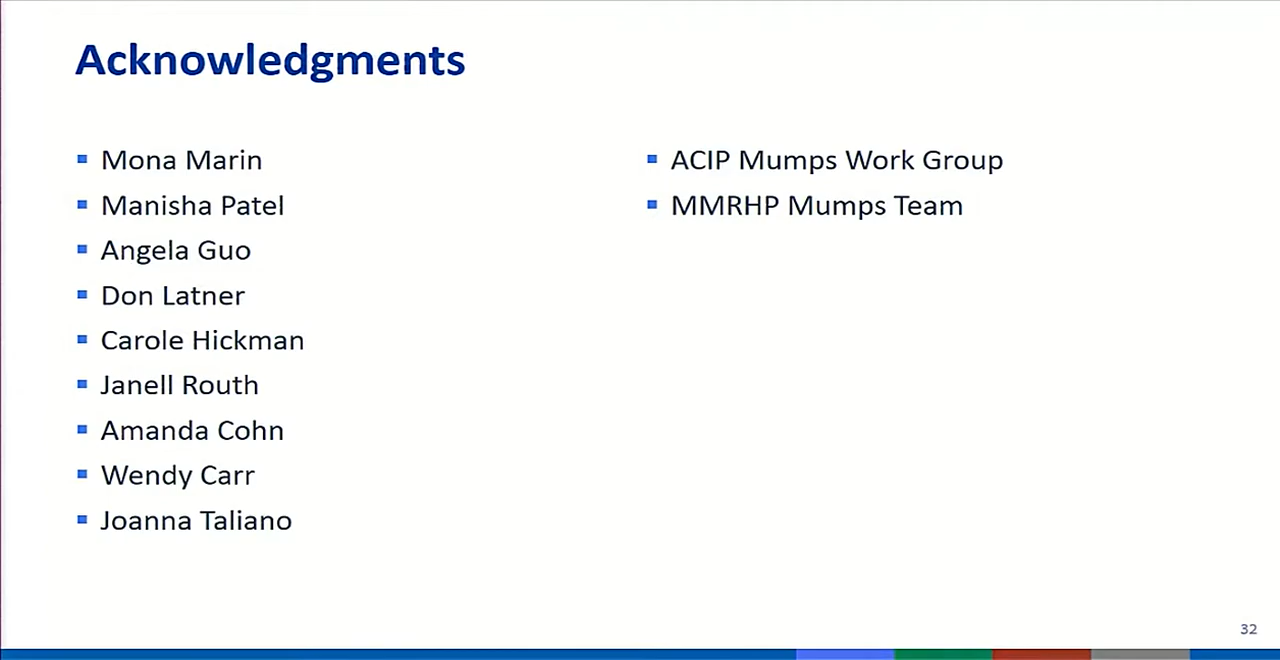 Acknowledgments
Mona Marin
Manisha Patel
Angela Guo
Don Latner
Carole Hickman
Janell Routh
Amanda Cohn
Wendy Carr
Joanna Taliano
ACIP Mumps Work Group
MMRHP Mumps Team
32